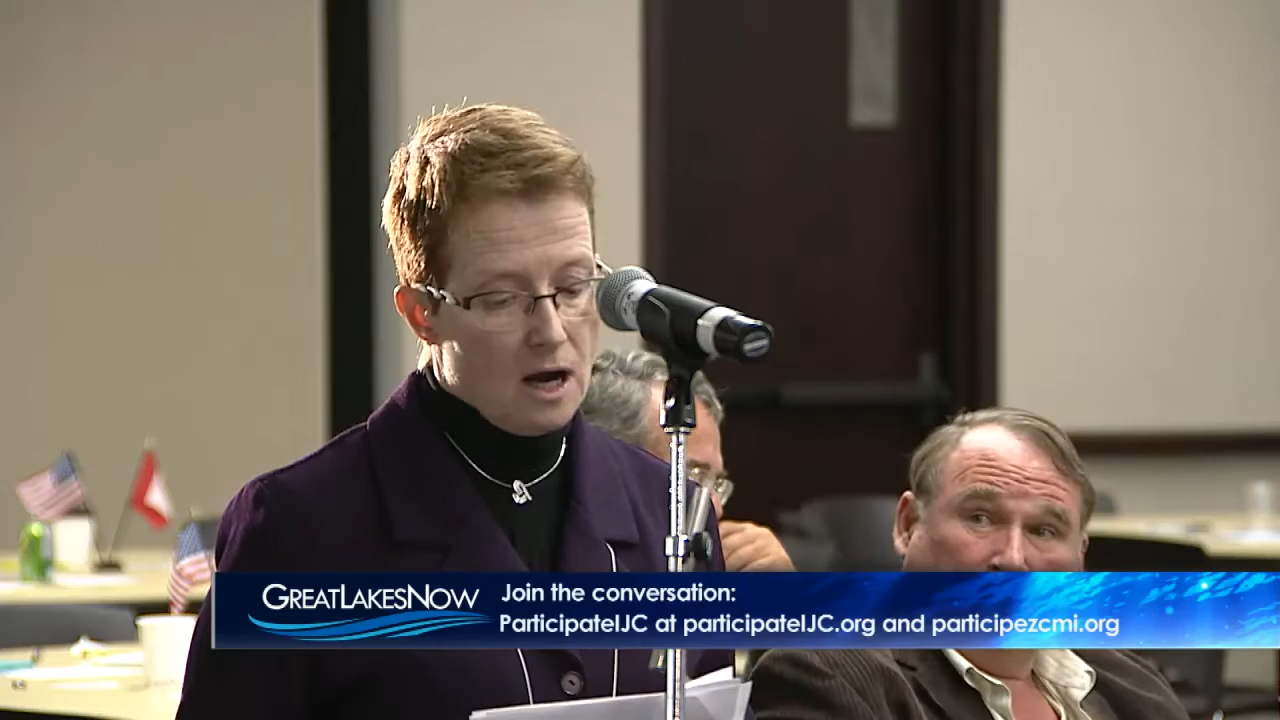 GREATLAKESNOW
Join the conversation:
ParticipateIJC at participateIJC.org and participezcmi.org